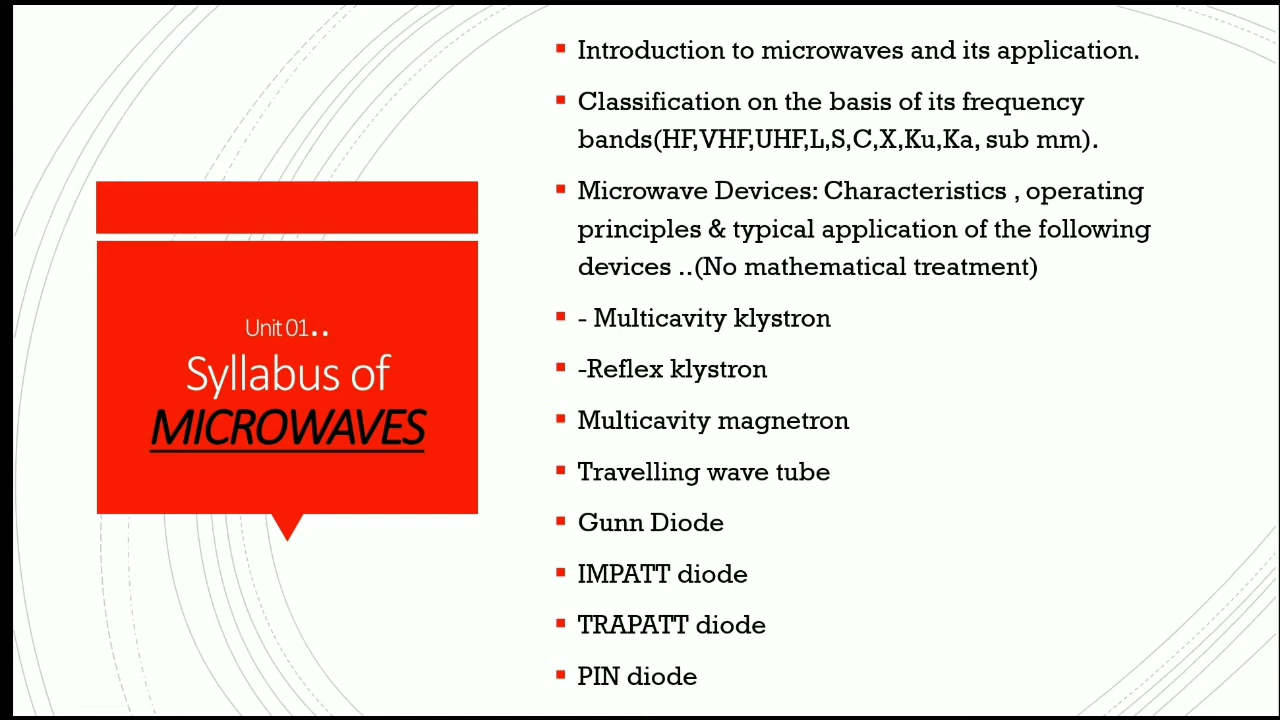 Unit 01..
Syllabus of
MICROWAVES
Introduction to microwaves and its application.
Classification on the basis of its frequency
bands(HF,VHF,UHF,L,S,C,X,Ku,Ka, sub mm).
Microwave Devices: Characteristics , operating
principles & typical application of the following
devices ..(No mathematical treatment)
- Multicavity klystron
-Reflex klystron
Multicavity magnetron
Travelling wave tube
Gunn Diode
IMPATT diode
TRAPATT diode
PIN diode